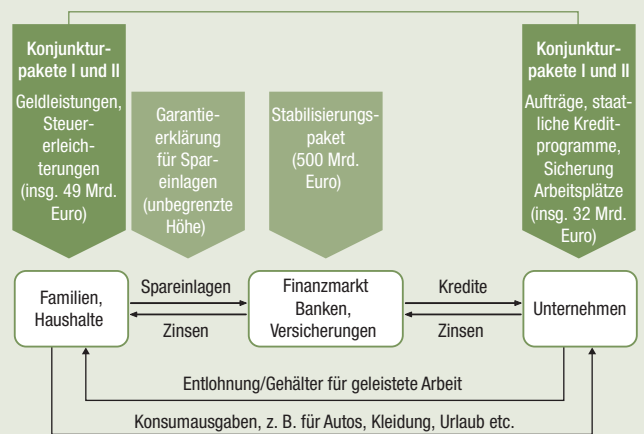 Konjunktur-
pakete I und II
Geldleistungen,
Steuer-
erleich-
terungen
(insg. 49 Mrd.
Euro)
Garantie-
erklärung
für Spar-
einlagen
(unbegrenzte
Höhe)
Stabilisierungs-
paket
(500 Mrd.
Euro)
Konjunktur-
pakete I und II
Aufträge, staat-
liche Kredit-
programme,
Sicherung
Arbeitsplätze
(insg. 32 Mrd.
Euro)
Familien,
Haushalte
Spareinlagen
Zinsen
Finanzmarkt
Banken,
Versicherungen
Kredite
Zinsen
Unternehmen
Entlohnung/Gehälter für geleistete Arbeit
Konsumausgaben, z. B. für Autos, Kleidung, Urlaub etc.